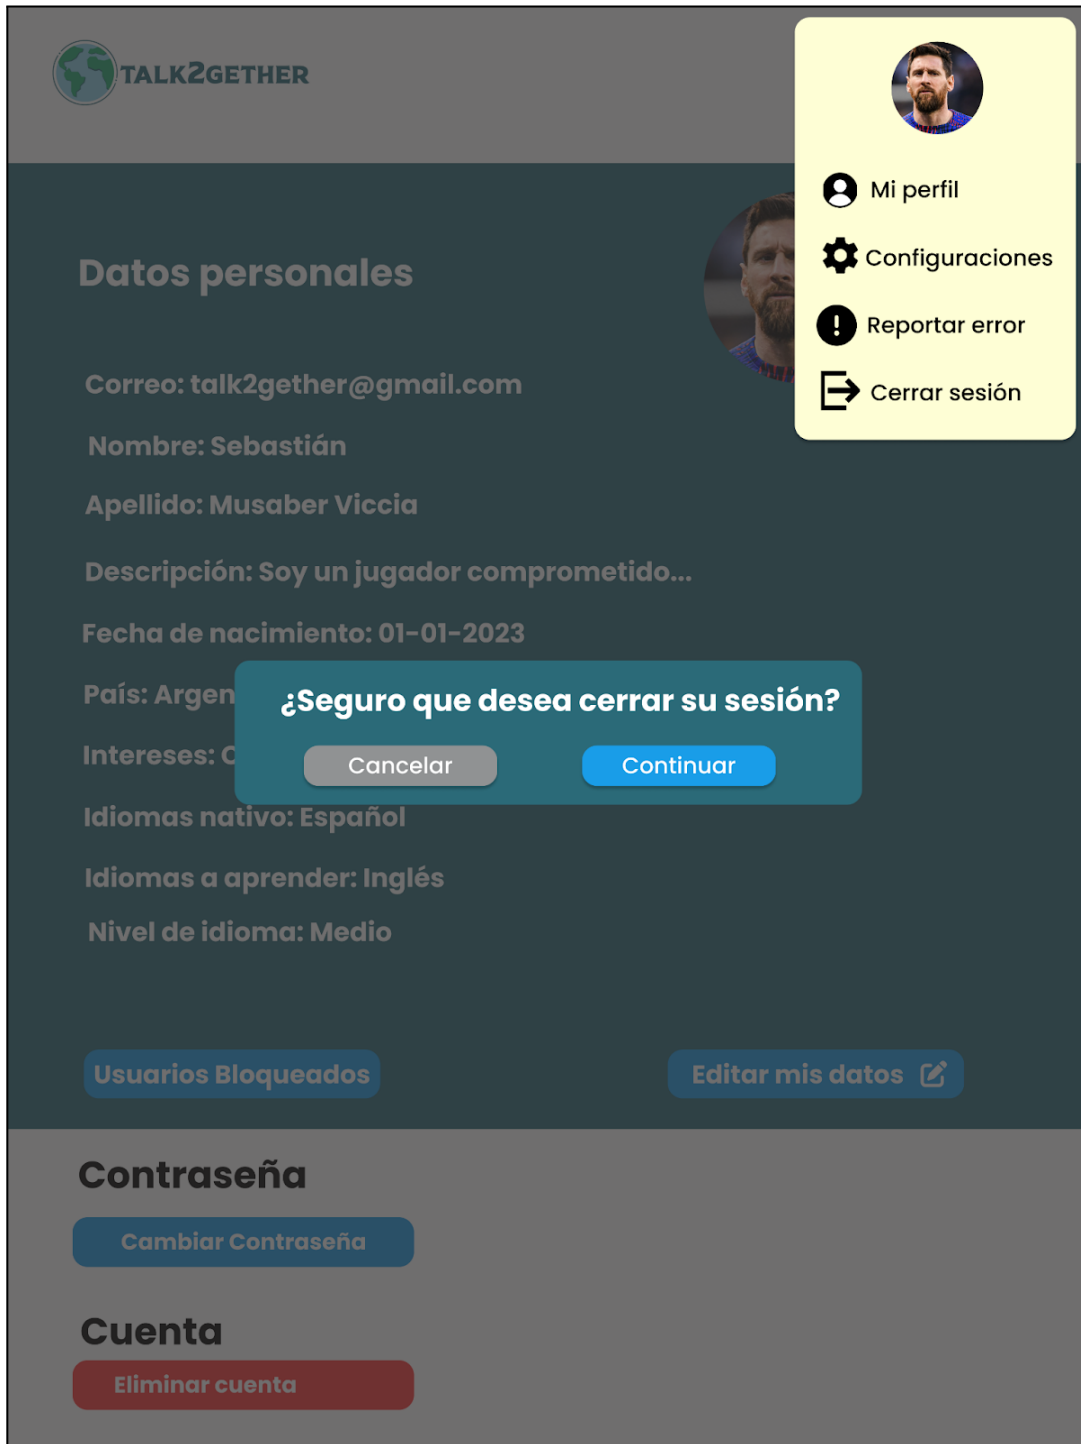 TALK2GETHER
Mi perfil
Configuraciones
Reportar error
Cerrar sesión
Datos personales
Correo: talk2gether@gmail.com
Nombre: Sebastián
Apellido: Musaber Viccia
Descripción: Soy un jugador comprometido...
Fecha de nacimiento: 01-01-2023
País: Argen
¿Seguro que desea cerrar su sesión?
Intereses:
Cancelar
Continuar
Idiomas nativo: Español
Idiomas a aprender: Inglés
Nivel de idioma: Medio
Usuarios Bloqueados
Editar mis datos
Contraseña
Cambiar Contraseña
Cuenta
Eliminar cuenta